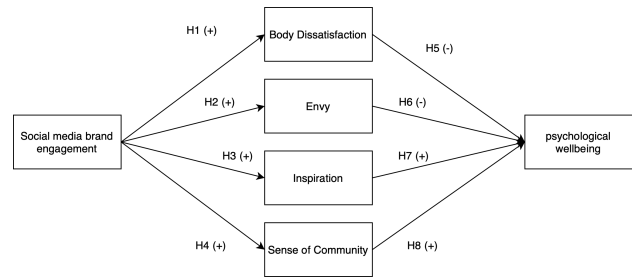 H1 (+)
Body Dissatisfaction
H5 (-)
H2 (+)
Envy
H6 (-)
Social media brand
engagement
psychological
wellbeing
H3 (+)
Inspiration
H7 (+)
H4 (+)
Sense of Community
H8 (+)